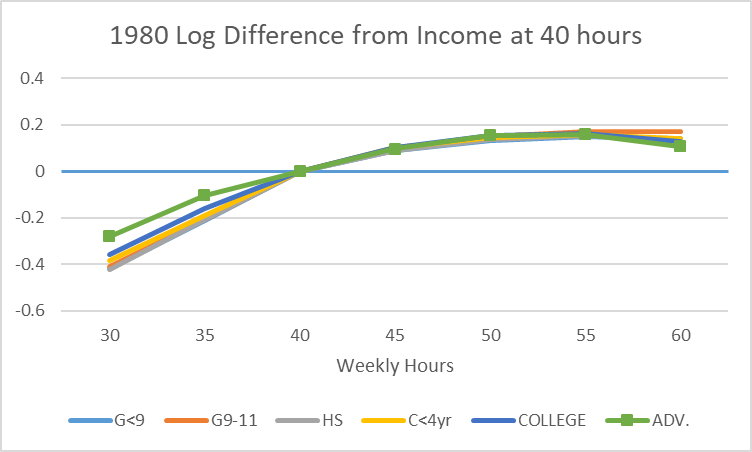 1980 Log Difference from Income at 40 hours
0.4
0.2
0
-0.2
-0.4
-0.6
30 35 40 45 50 55 60
Weekly Hours
G<9 G9-11 HS C<4yr COLLEGE ADV.